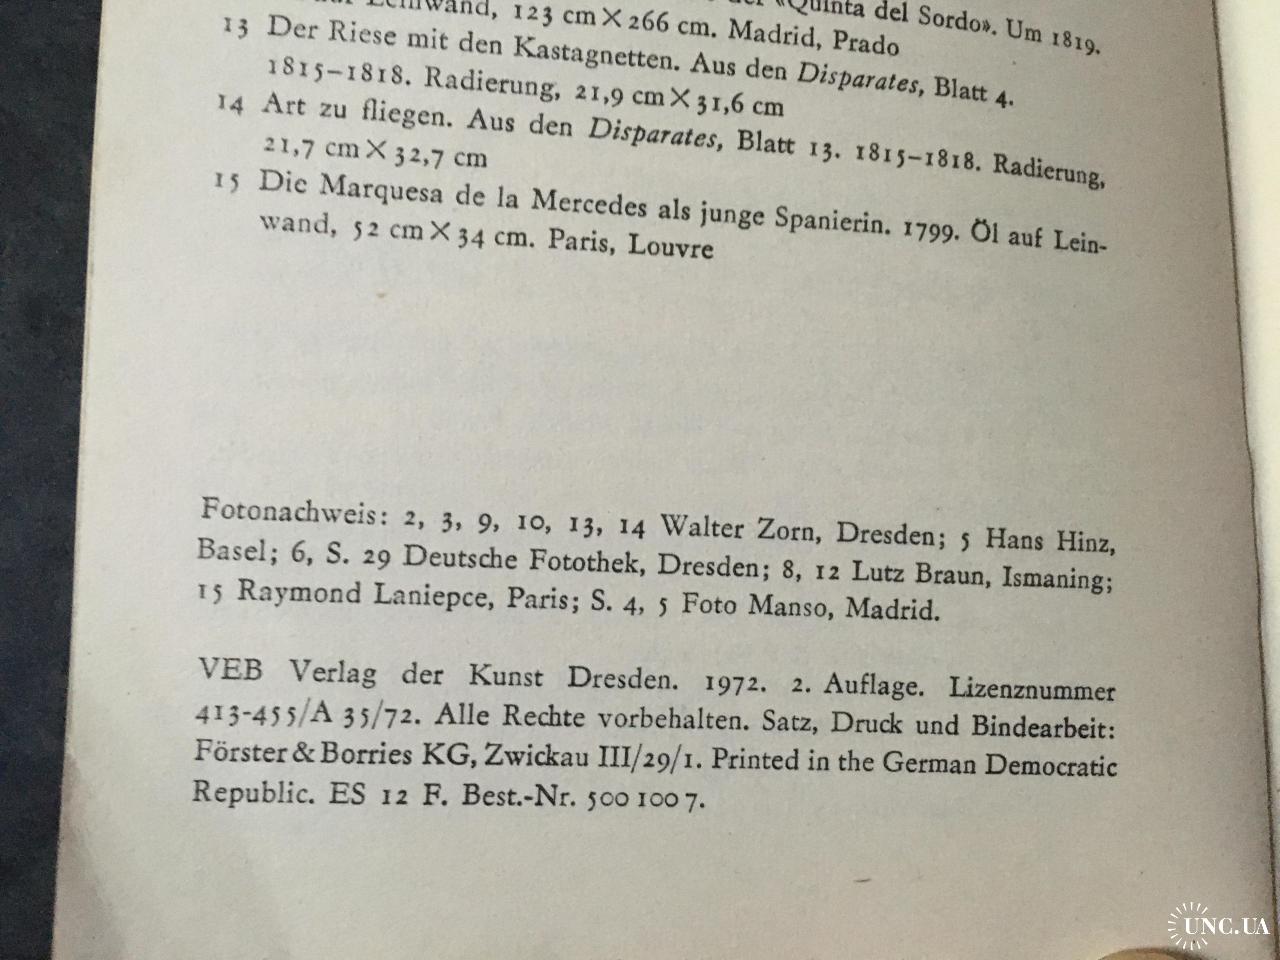 «Quinta del Sordo». Um 1819.
Leinwand, 123 cm × 266 cm. Madrid, Prado
13 Der Riese mit den Kastagnetten. Aus den Disparates, Blatt 4.
1815–1818. Radierung, 21,9 cm × 31,6 cm
14 Art zu fliegen. Aus den Disparates, Blatt 13. 1815–1818. Radierung,
21,7 cm × 32,7 cm
15 Die Marquesa de la Mercedes als junge Spanierin. 1799. Öl auf Lein-
wand, 52 cm × 34 cm. Paris, Louvre
Fotonachweis: 2, 3, 9, 10, 13, 14 Walter Zorn, Dresden; 5 Hans Hinz,
Basel; 6, S. 29 Deutsche Fotothek, Dresden; 8, 12 Lutz Braun, Ismaning;
15 Raymond Laniepce, Paris; S. 4, 5 Foto Manso, Madrid.
VEB Verlag der Kunst Dresden. 1972. 2. Auflage. Lizenznummer
413-455/A 35/72. Alle Rechte vorbehalten. Satz, Druck und Bindearbeit:
Förster & Borries KG, Zwickau III/29/1. Printed in the German Democratic
Republic. ES 12 F. Best.-Nr. 500 100 7.
UNC.UA